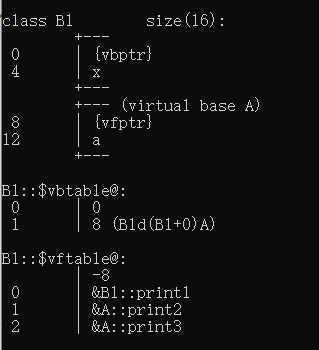 class B1	size(16):
	+---
 0	| {vbptr}
 4	| x
	+---
	+--- (virtual base A)
 8	| {vfptr}
12	| a
	+---
B1::$vbtable@:
 0	| 0
 1	| 8 (B1d(B1+0)A)
B1::$vftable@:
	| -8
 0	| &B1::print1
 1	| &A::print2
 2	| &A::print3